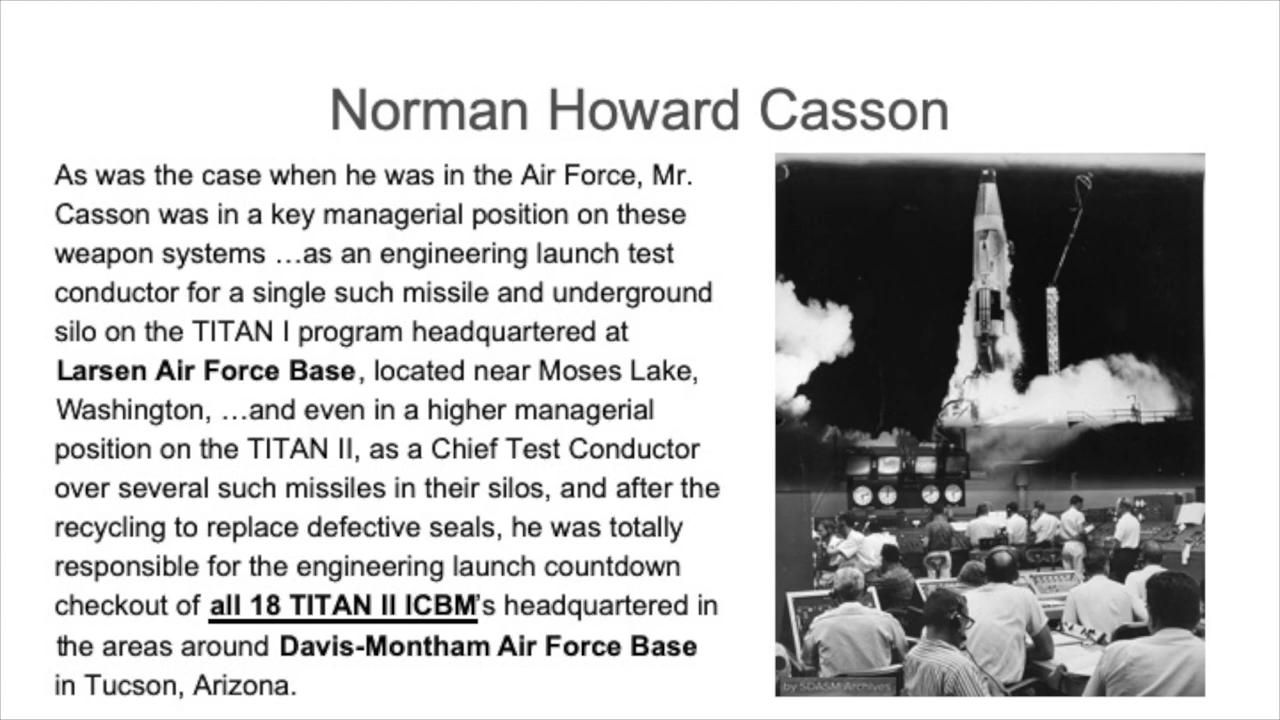 Norman Howard Casson
As was the case when he was in the Air Force, Mr.
Casson was in a key managerial position on these
weapon systems …as an engineering launch test
conductor for a single such missile and underground
silo on the TITAN I program headquartered at
Larsen Air Force Base, located near Moses Lake,
Washington, …and even in a higher managerial
position on the TITAN II, as a Chief Test Conductor
over several such missiles in their silos, and after the
recycling to replace defective seals, he was totally
responsible for the engineering launch countdown
checkout of all 18 TITAN II ICBM's headquartered in
the areas around Davis-Montham Air Force Base
in Tucson, Arizona.
by SDASM Archives